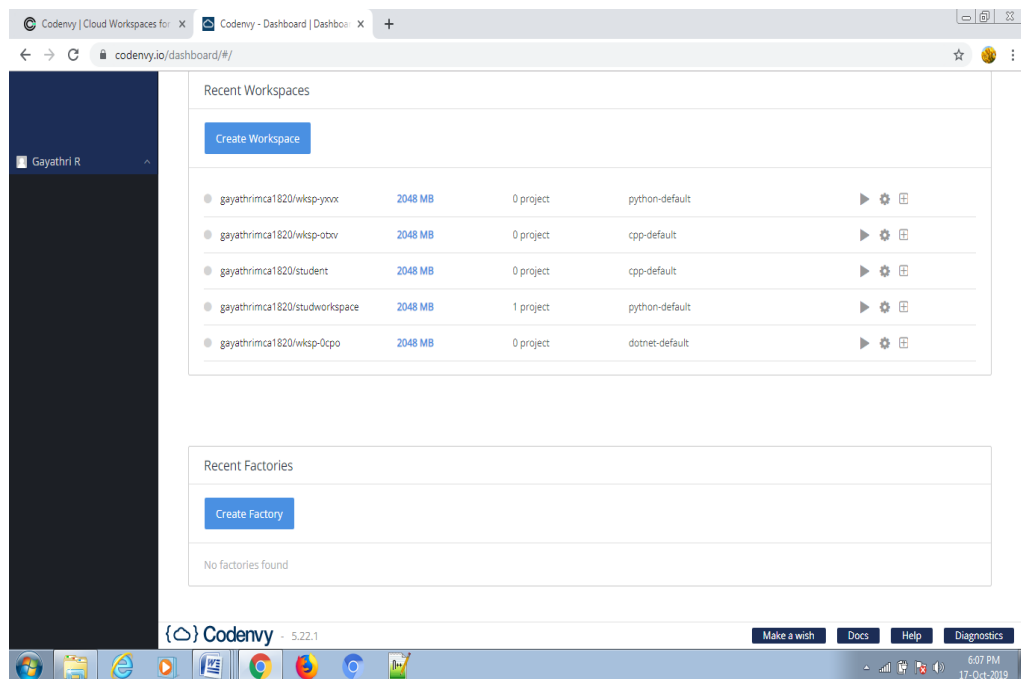 Codenvy | Cloud Workspaces for
Codenvy - Dashboard | Dashboa
codenvy.io/dashboard/#/
Gayathri R
Recent Workspaces
Create Workspace
gayathrimca1820/wksp-yxvx 2048 MB 0 project python-default
gayathrimca1820/wksp-otxv 2048 MB 0 project cpp-default
gayathrimca1820/student 2048 MB 0 project cpp-default
gayathrimca1820/studworkspace 2048 MB 1 project python-default
gayathrimca1820/wksp-0cpo 2048 MB 0 project dotnet-default
Recent Factories
Create Factory
No factories found
{} Codenvy - 5.22.1 Make a wish Docs Help Diagnostics
6:07 PM
17-Oct-2019